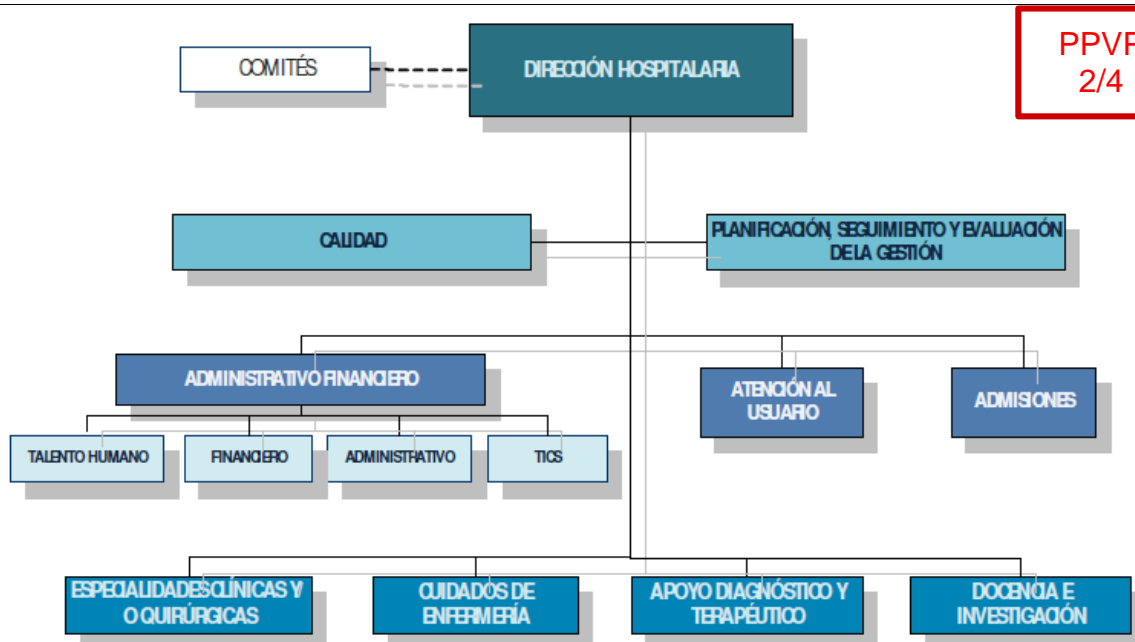 PPVR
2/4
COMITÉS
DIRECCIÓN HOSPITALARIA
CALIDAD
PLANIFICACIÓN, SEGUIMIENTO Y EVALUACIÓN
DE LA GESTIÓN
ADMINISTRATIVO FINANCIERO
ATENCIÓN AL
USUARIO
ADMISIONES
TALENTO HUMANO
FINANCIERO
ADMINISTRATIVO
TICS
ESPECIALIDADES CLÍNICAS Y/
O QUIRÚRGICAS
CUIDADOS DE
ENFERMERÍA
APOYO DIAGNÓSTICO Y
TERAPÉUTICO
DOCENCIA E
INVESTIGACIÓN